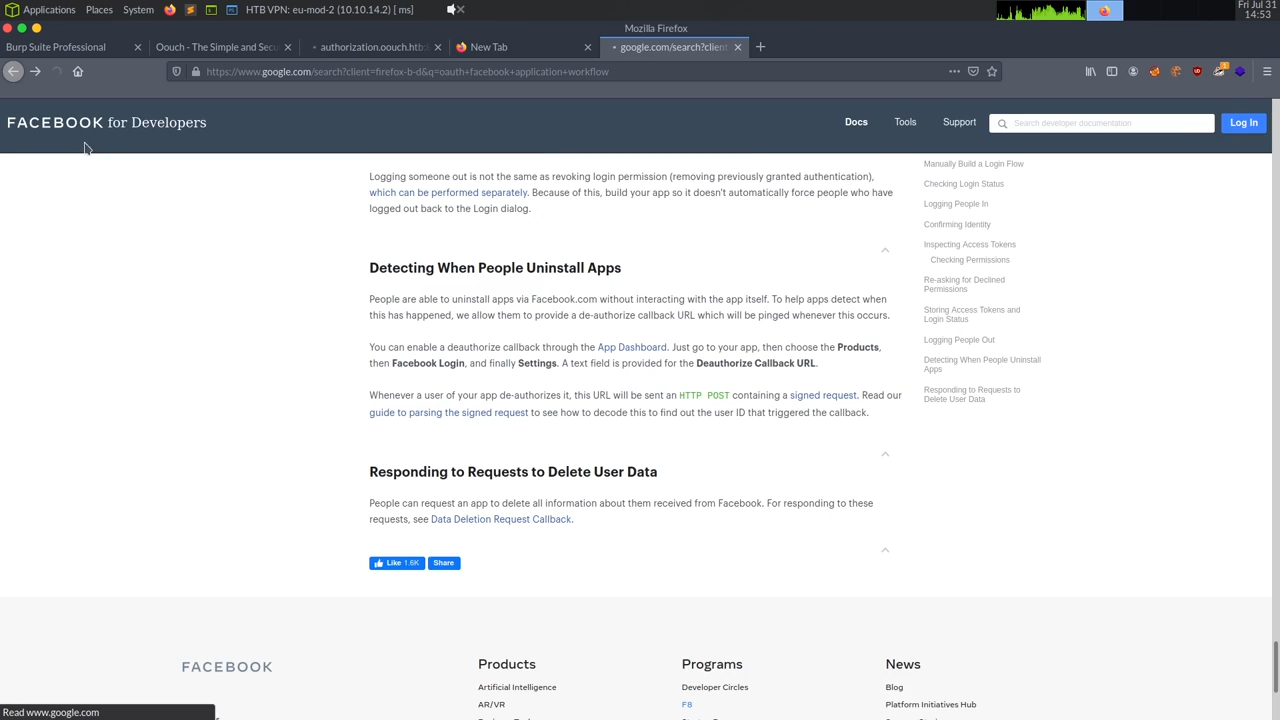 Applications Places System HTB VPN: eu-mod-2 (10.10.14.2) [ms] Fri Jul 31
14:53
Mozilla Firefox
Burp Suite Professional Oouch - The Simple and Secu authorization.oouch.htb: New Tab google.com/search?client
https://www.google.com/search?client=firefox-b-d&q=oauth+facebook+application+workflow
FACEBOOK for Developers Docs Tools Support Search developer documentation Log In
Logging someone out is not the same as revoking login permission (removing previously granted authentication),
which can be performed separately. Because of this, build your app so it doesn't automatically force people who have
logged out back to the Login dialog.
Detecting When People Uninstall Apps
People are able to uninstall apps via Facebook.com without interacting with the app itself. To help apps detect when
this has happened, we allow them to provide a de-authorize callback URL which will be pinged whenever this occurs.
You can enable a deauthorize callback through the App Dashboard. Just go to your app, then choose the Products,
then Facebook Login, and finally Settings. A text field is provided for the Deauthorize Callback URL.
Whenever a user of your app de-authorizes it, this URL will be sent an HTTP POST containing a signed request. Read our
guide to parsing the signed request to see how to decode this to find out the user ID that triggered the callback.
Responding to Requests to Delete User Data
People can request an app to delete all information about them received from Facebook. For responding to these
requests, see Data Deletion Request Callback.
Like 1.6K Share
Manually Build a Login Flow
Checking Login Status
Logging People In
Confirming Identity
Inspecting Access Tokens
Checking Permissions
Re-asking for Declined
Permissions
Storing Access Tokens and
Login Status
Logging People Out
Detecting When People Uninstall
Apps
Responding to Requests to
Delete User Data
FACEBOOK
Products
Artificial Intelligence
AR/VR
Programs
Developer Circles
F8
News
Blog
Platform Initiatives Hub
Read www.google.com